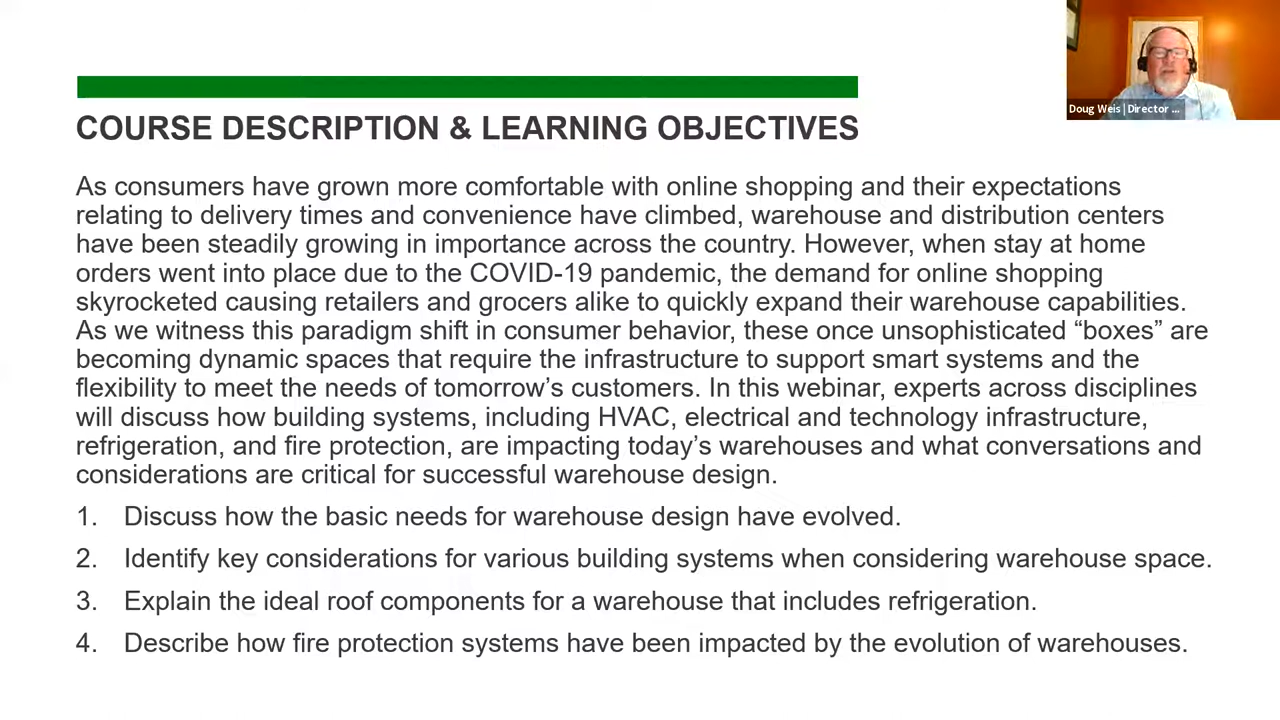 Doug Weis | Director ...
COURSE DESCRIPTION & LEARNING OBJECTIVES
As consumers have grown more comfortable with online shopping and their expectations
relating to delivery times and convenience have climbed, warehouse and distribution centers
have been steadily growing in importance across the country. However, when stay at home
orders went into place due to the COVID-19 pandemic, the demand for online shopping
skyrocketed causing retailers and grocers alike to quickly expand their warehouse capabilities.
As we witness this paradigm shift in consumer behavior, these once unsophisticated “boxes” are
becoming dynamic spaces that require the infrastructure to support smart systems and the
flexibility to meet the needs of tomorrow’s customers. In this webinar, experts across disciplines
will discuss how building systems, including HVAC, electrical and technology infrastructure,
refrigeration, and fire protection, are impacting today’s warehouses and what conversations and
considerations are critical for successful warehouse design.
1. Discuss how the basic needs for warehouse design have evolved.
2. Identify key considerations for various building systems when considering warehouse space.
3. Explain the ideal roof components for a warehouse that includes refrigeration.
4. Describe how fire protection systems have been impacted by the evolution of warehouses.